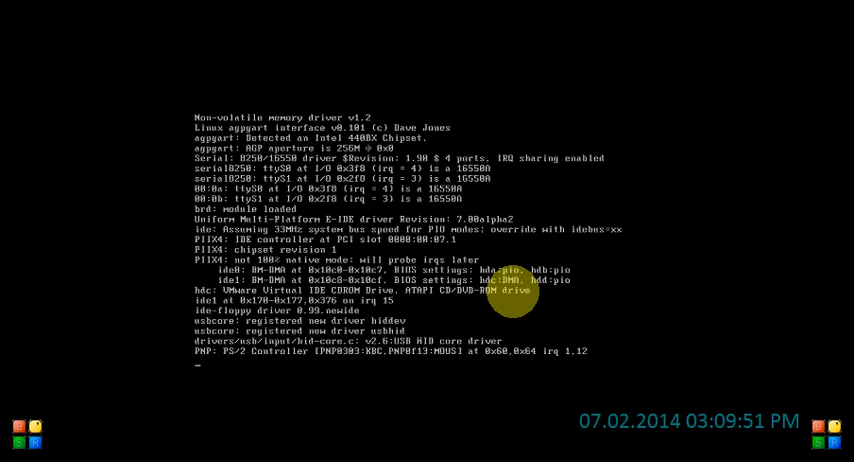 Non-volatile memory driver v1.2
Linux agpgart interface v0.101 (c) Dave Jones
agpgart: Detected an Intel 440BX Chipset.
agpgart: AGP aperture is 256M @ 0x0
Serial: 8250/16550 driver $Revision: 1.90 $ 4 ports, IRQ sharing enabled
serial8250: ttyS0 at I/O 0x3f8 (irq = 4) is a 16550A
serial8250: ttyS1 at I/O 0x2f8 (irq = 3) is a 16550A
00:0a: ttyS0 at I/O 0x3f8 (irq = 4) is a 16550A
00:0b: ttyS1 at I/O 0x2f8 (irq = 3) is a 16550A
brd: module loaded
Uniform Multi-Platform E-IDE driver Revision: 7.00alpha2
ide: Assuming 33MHz system bus speed for PIO modes; override with idebus=xx
PIIX4: IDE controller at PCI slot 0000:00:07.1
PIIX4: chipset revision 1
PIIX4: not 100% native mode: will probe irqs later
ide0: BM-DMA at 0x10c0-0x10c7, BIOS settings: hda:pio, hdb:pio
ide1: BM-DMA at 0x10c8-0x10cf, BIOS settings: hdc:DMA, hdd:pio
hdc: VMware Virtual IDE CDROM Drive, ATAPI CD/DVD-ROM drive
ide1 at 0x170-0x177,0x376 on irq 15
ide-floppy driver 0.99.newide
usbcore: registered new driver hiddev
usbcore: registered new driver usbhid
drivers/usb/input/hid-core.c: v2.6:USB HID core driver
PNP: PS/2 Controller [PNP0303:KBC,PNP0f13:MOUS] at 0x60,0x64 irq 1,12
_
07.02.2014 03:09:51 PM
B
S R
B
S R